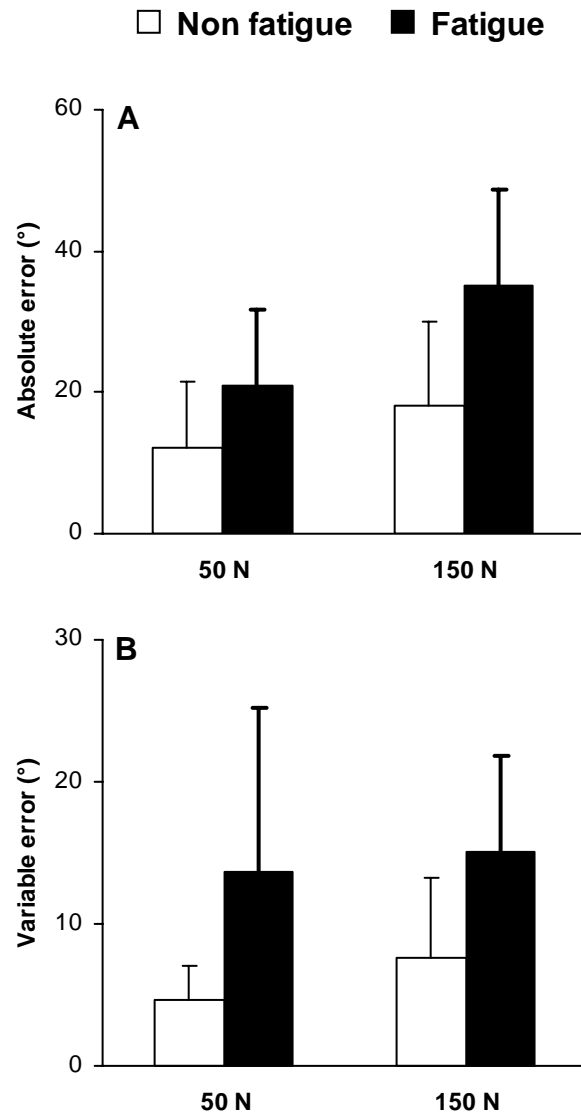 Non fatigue Fatigue
A
60
40
20
0
Absolute error (°)
50 N 150 N
B
30
20
10
0
Variable error (°)
50 N 150 N